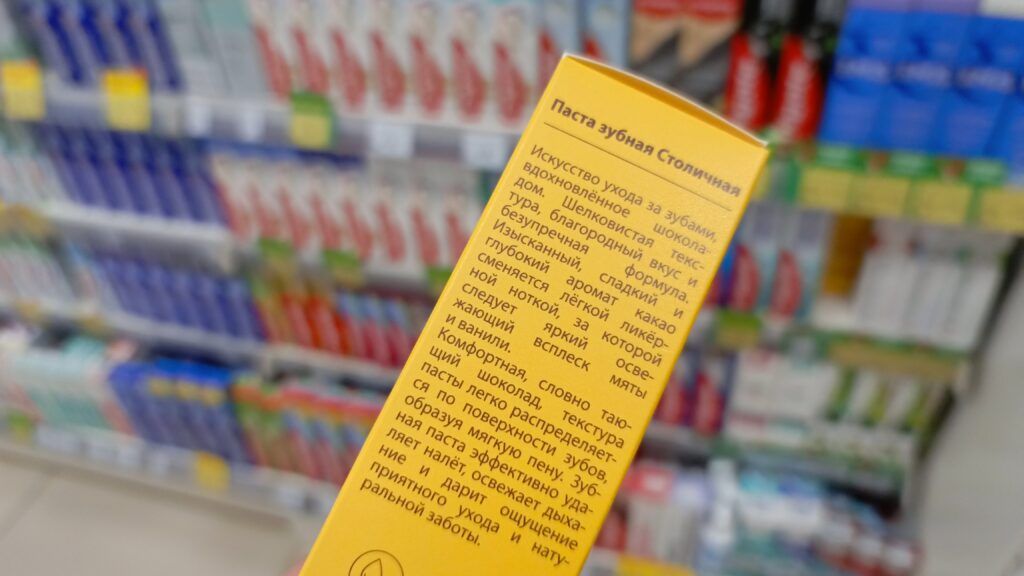 Паста зубная Столичная
Искусство ухода за зубами,
вдохновлённое шокола-
дом. Шелковистая текс-
тура, благородный вкус и
безупречная формула.
Изысканный, сладкий и
глубокий аромат какао
сменяется лёгкой ликёр-
ной ноткой, за которой
следует яркий осве-
жающий всплеск мяты
и ванили.
Комфортная, словно таю-
щий шоколад, текстура
пасты легко распределяет-
ся по поверхности зубов,
образуя мягкую пену. Зуб-
ная паста эффективно уда-
ляет налёт, освежает дыха-
ние и дарит ощущение
приятного ухода и нату-
ральной заботы.